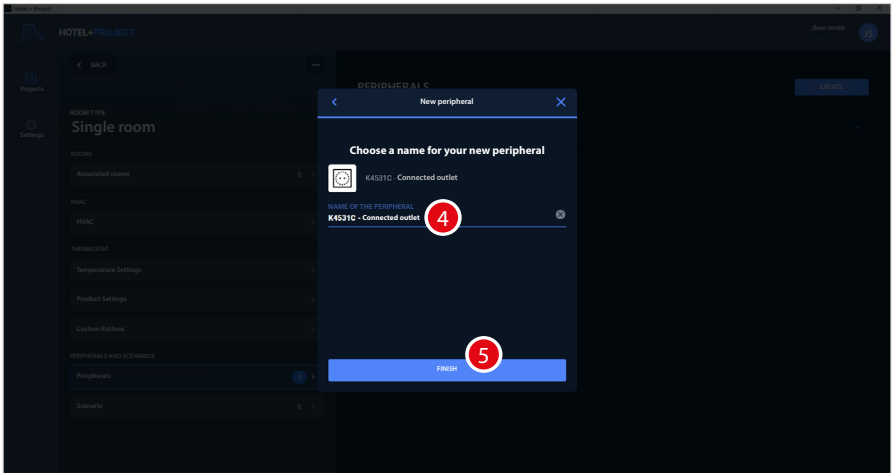 Hotel + Project
HOTEL+PROJECT
Jhon Smith
JS
BACK
Projects
Settings
PERIPHERALS
CREATE
ROOM TYPE
Single room
ROOMS
Associated rooms
HVAC
HVAC
THERMOSTAT
Temperature Settings
Product Settings
Custom Buttons
PERIPHERALS AND SCENARIOS
Peripherals 1
Scenario 0
New peripheral
Choose a name for your new peripheral
K4531C - Connected outlet
NAME OF THE PERIPHERAL
K4531C - Connected outlet
4
5
FINISH